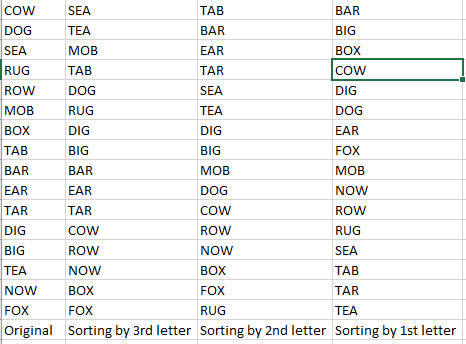 COW SEA TAB BAR
DOG TEA BAR BIG
SEA MOB EAR BOX
RUG TAB TAR COW
ROW DOG SEA DIG
MOB RUG TEA DOG
BOX DIG DIG EAR
TAB BIG BIG FOX
BAR BAR MOB MOB
EAR EAR DOG NOW
TAR TAR COW ROW
DIG COW ROW RUG
BIG ROW NOW SEA
TEA NOW BOX TAB
NOW BOX FOX TAR
FOX FOX RUG TEA
Original Sorting by 3rd letter Sorting by 2nd letter Sorting by 1st letter